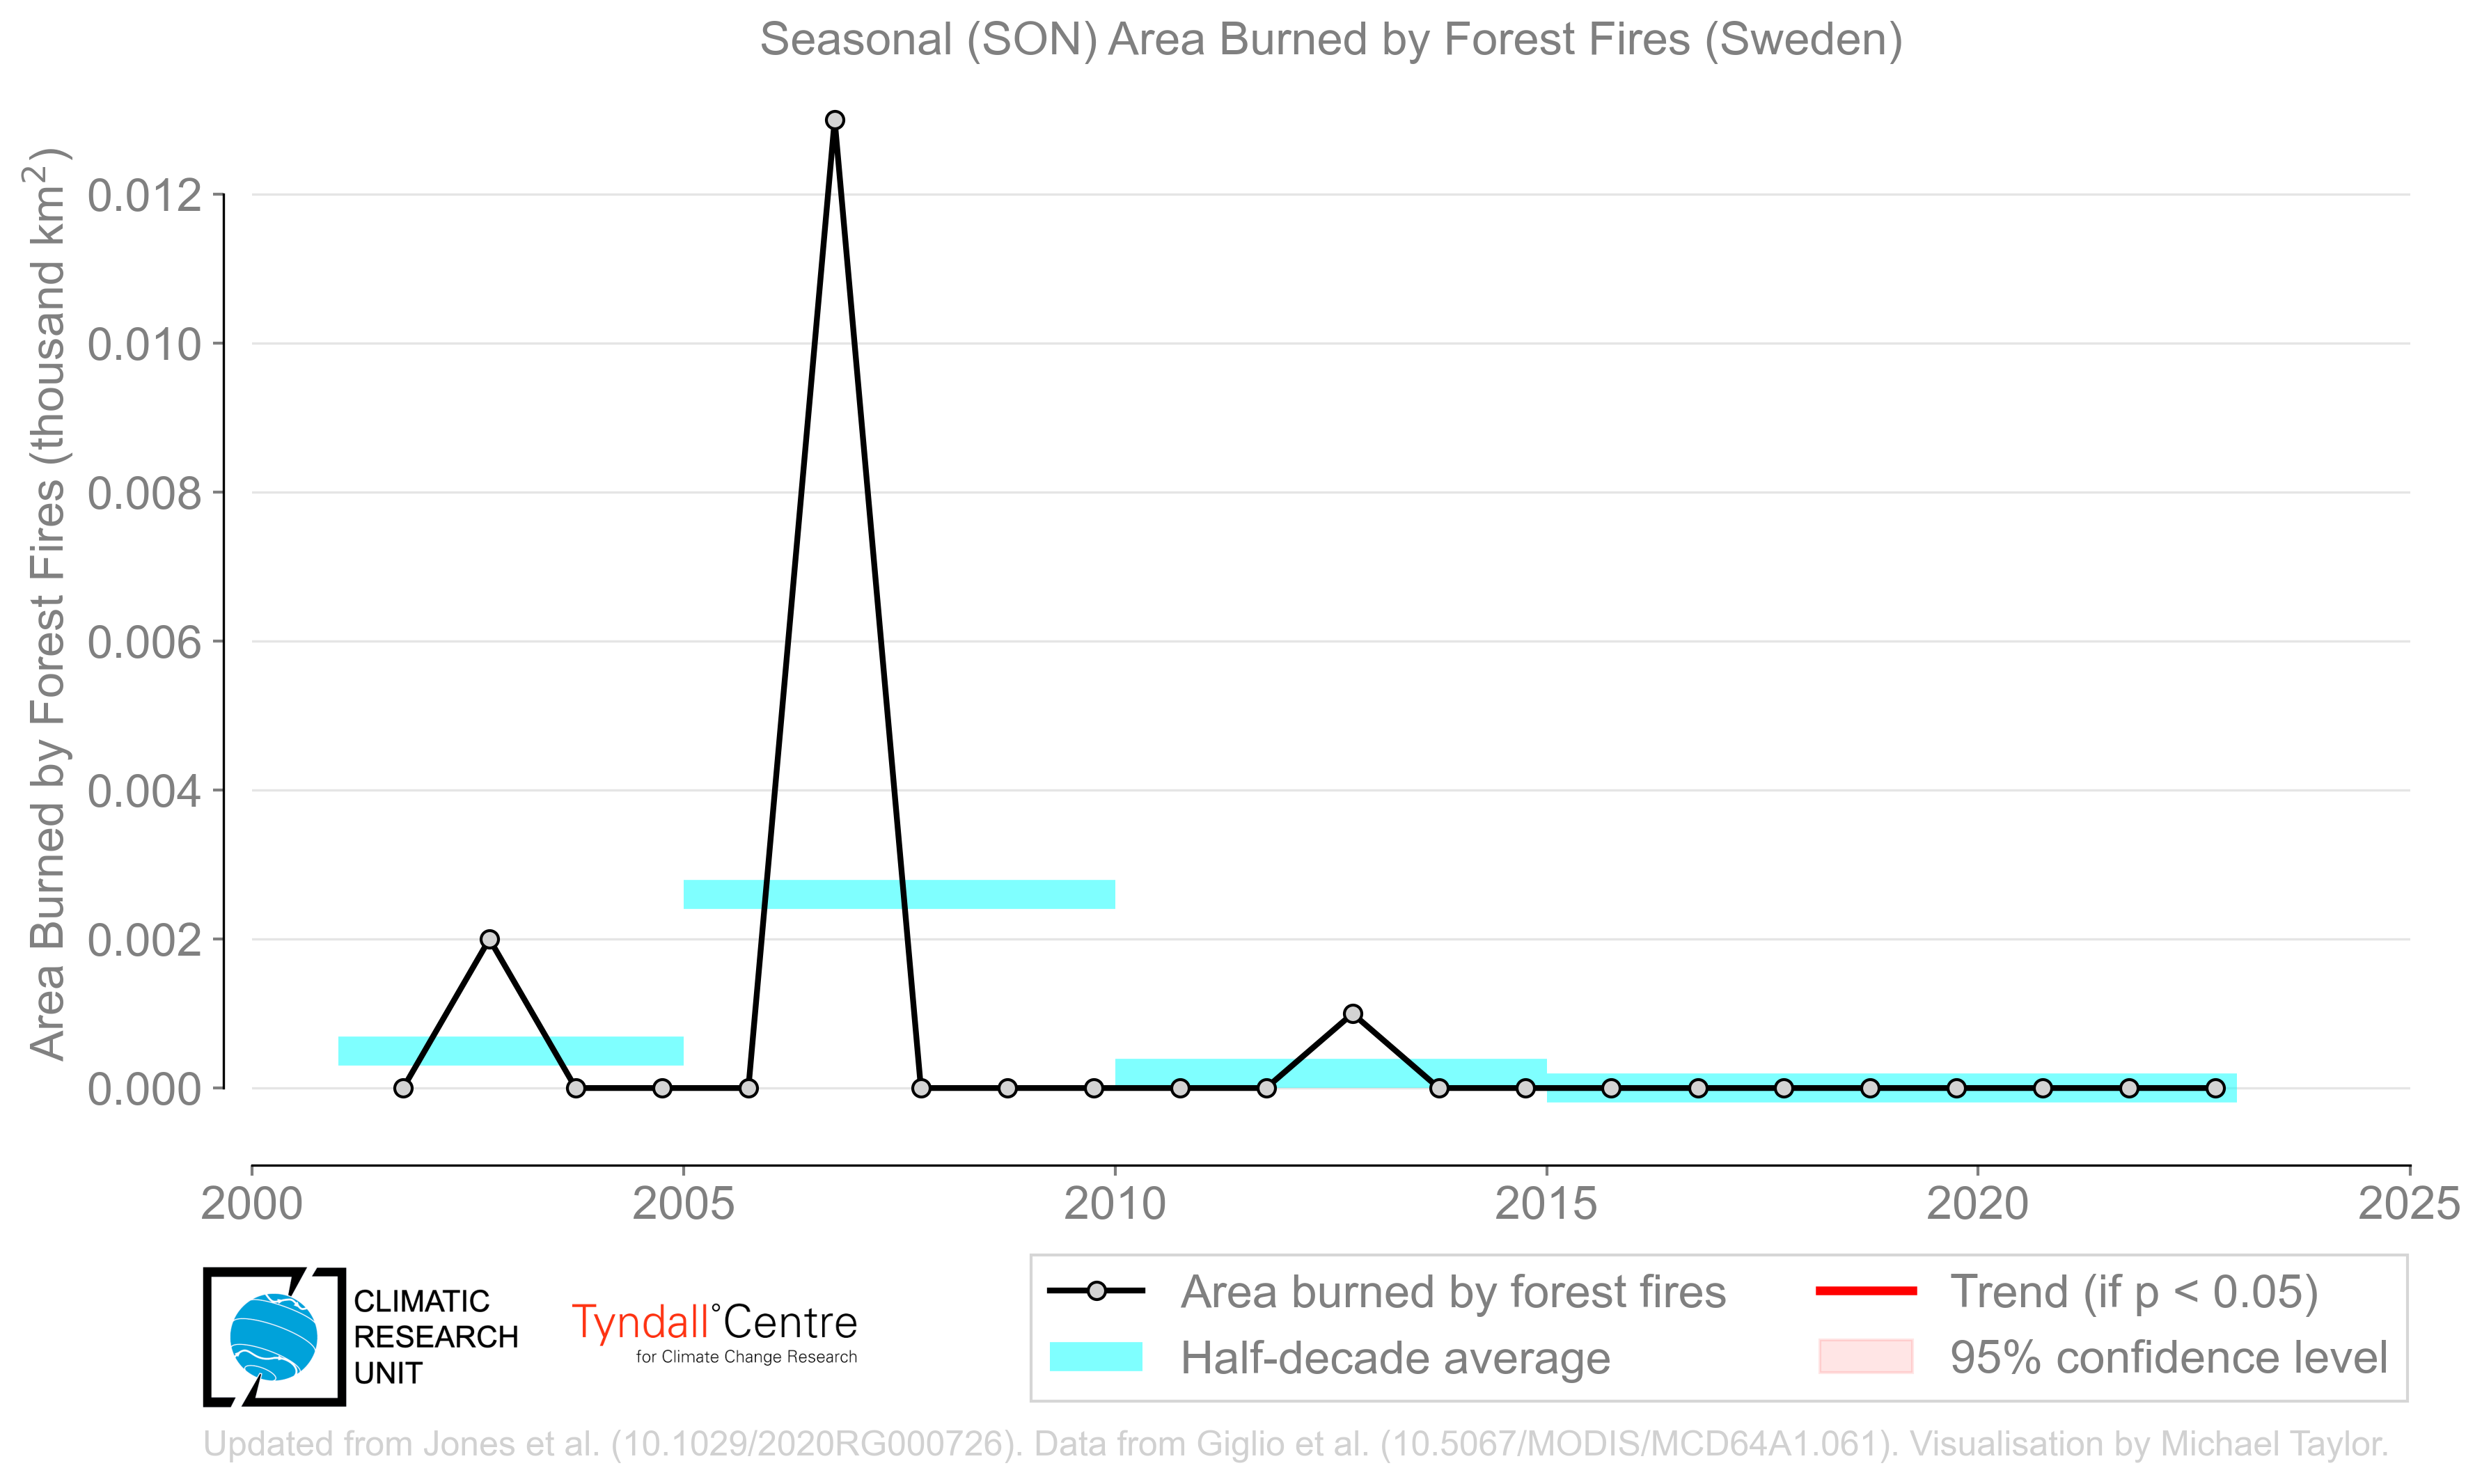 Seasonal (SON) Area Burned by Forest Fires (Sweden)
Area Burned by Forest Fires (thousand km²)
0.012
0.010
0.008
0.006
0.004
0.002
0.000
2000 2005 2010 2015 2020 2025
CLIMATIC
RESEARCH
UNIT
Tyndall°Centre
for Climate Change Research
Area burned by forest fires
Half-decade average
Trend (if p < 0.05)
95% confidence level
Updated from Jones et al. (10.1029/2020RG000726). Data from Giglio et al. (10.5067/MODIS/MCD64A1.061). Visualisation by Michael Taylor.